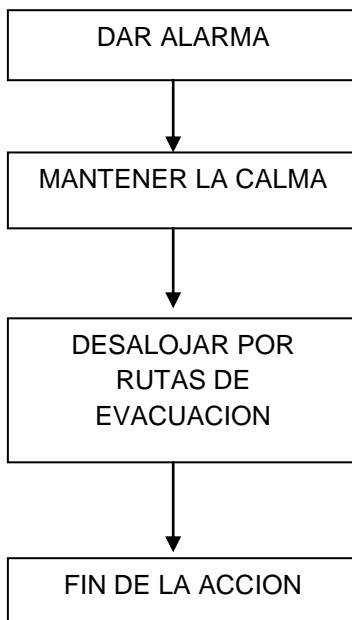 DAR ALARMA
MANTENER LA CALMA
DESALOJAR POR
RUTAS DE
EVACUACION
FIN DE LA ACCION